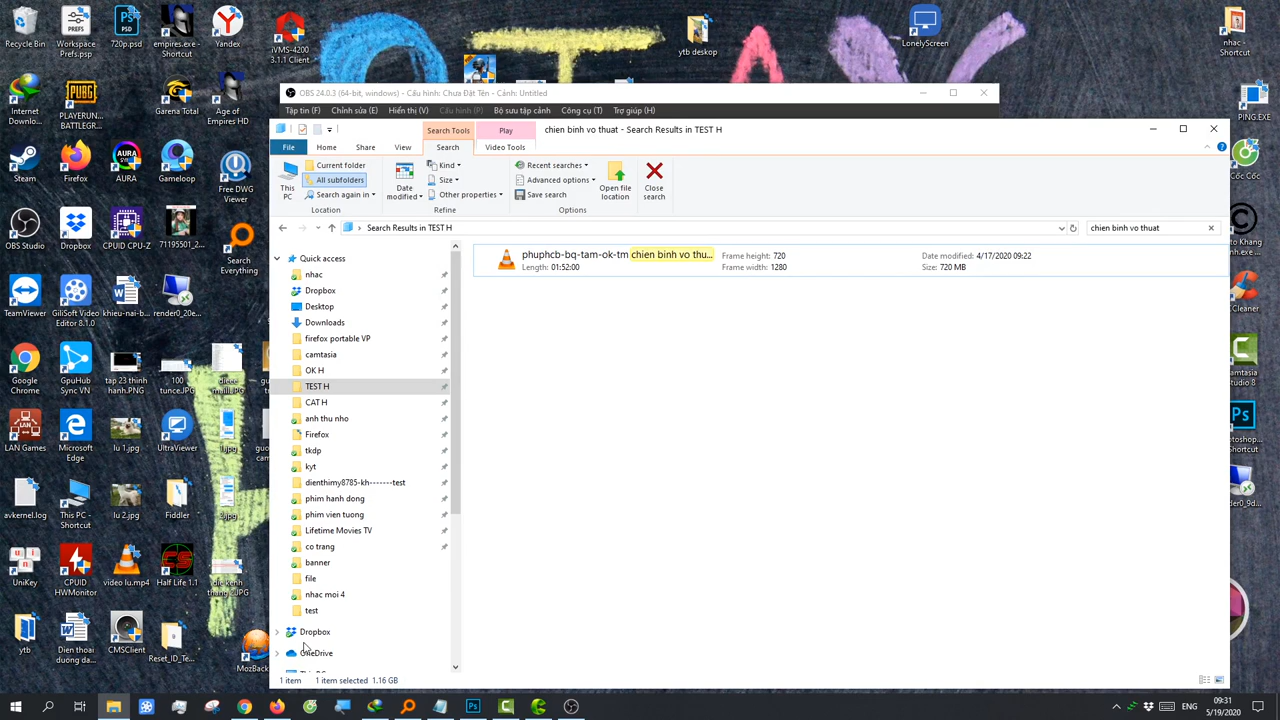 Recycle Bin
Workspace
Prefs.psp
720p.psd
empires.exe -
Shortcut
Yandex
iVMS-4200
3.1.1 Client
ytb deskop
LonelyScreen
nhac -
Shortcut
Internet
Downlo...
PLAYERUN...
BATTLEGR...
Garena Total
Age of
Empires HD
PING.EXE
Steam
Firefox
AURA
Gameloop
Free DWG
Viewer
Cốc Cốc
OBS Studio
Dropbox
CPUID CPU-Z
71195501_2...
Search
Everything
TeamViewer
GiliSoft Video
Editor 8.1.0
khieu-nai-b...
render0_20e...
Google
Chrome
GpuHub
Sync VN
tap 23 thinh
hanh.PNG
100
LAN Games
Microsoft
Edge
lu 1.jpg
UltraViewer
1.jpg
avkernel.log
This PC -
Shortcut
lu 2.jpg
Fiddler
2.jpg
UniKey
CPUID
HWMonitor
video lu.mp4
Half Life 1.1
ytb
Dien thoai
duong da...
CMSClient
Reset_ID_Te...
MozBack
OBS 24.0.3 (64-bit, windows) - Cấu hình: Chưa Đặt Tên - Cảnh: Untitled
Tập tin (F) Chỉnh sửa (E) Hiển thị (V) Cấu hình (P) Bộ sưu tập cảnh Công cụ (T) Trợ giúp (H)
Search Tools Play chien binh vo thuat - Search Results in TEST H
File Home Share View Search Video Tools
This
PC
Current folder
All subfolders
Search again in
Location
Date
modified
Kind
Size
Other properties
Refine
Recent searches
Advanced options
Save search
Options
Open file
location
Close
search
Search Results in TEST H
chien binh vo thuat
Quick access
nhac
Dropbox
Desktop
Downloads
firefox portable VP
camtasia
OK H
TEST H
CAT H
anh thu nho
Firefox
tkdp
kyt
dienthimy8785-kh-------test
phim hanh dong
phim vien tuong
Lifetime Movies TV
co trang
banner
file
nhac moi 4
test
Dropbox
OneDrive
phuphcb-bq-tam-ok-tm chien binh vo thu...
Length: 01:52:00
Frame height: 720
Frame width: 1280
Date modified: 4/17/2020 09:22
Size: 720 MB
1 item 1 item selected 1.16 GB
ENG
09:31
5/19/2020